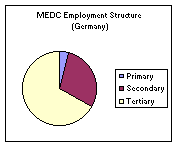 MEDC Employment Structure
(Germany)
Primary
Secondary
Tertiary